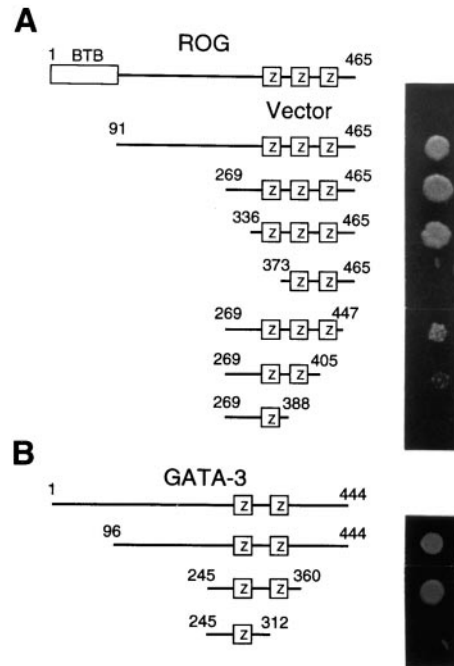 A
ROG
1 BTB 465
Z Z Z
Vector
91 465
Z Z Z
269 465
Z Z Z
336 465
Z Z Z
373 465
Z Z
269 447
Z Z Z
269 405
Z Z
269 388
Z
B
GATA-3
1 444
Z Z
96 444
Z Z
245 360
Z Z
245 312
Z